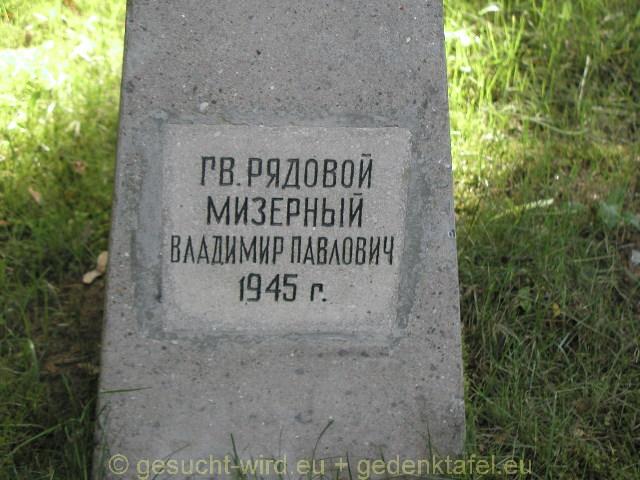 ГВ. РЯДОВОЙ
МИЗЕРНЫЙ
ВЛАДИМИР ПАВЛОВИЧ
1945 г.
© gesucht-wird.eu + gedenktafel.eu